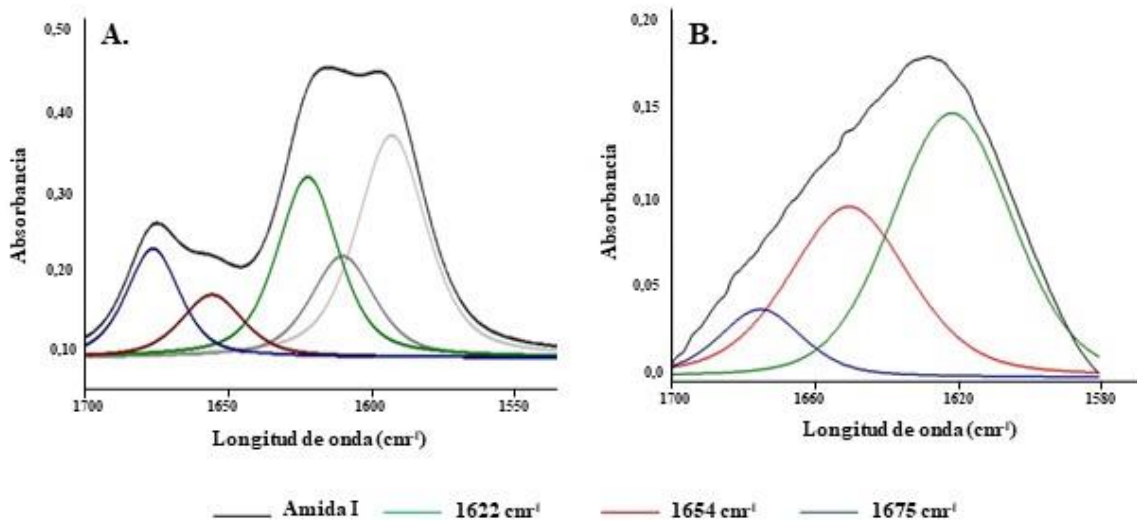 A.
0,50
0,40
0,30
0,20
0,10
Absorbancia
1700
1650
1600
1550
Longitud de onda (cm-1)
B.
0,20
0,15
0,10
0,05
0,0
Absorbancia
1700
1660
1620
1580
Longitud de onda (cm-1)
Amida I
1622 cm-1
1654 cm-1
1675 cm-1